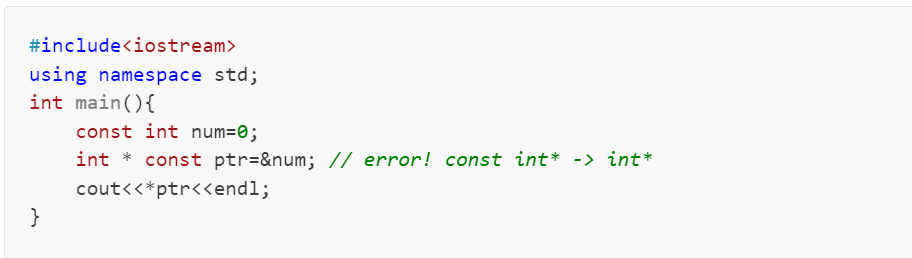 #include<iostream>
using namespace std;
int main(){
    const int num=0;
    int * const ptr=&num; // error! const int* -> int*
    cout<<*ptr<<endl;
}